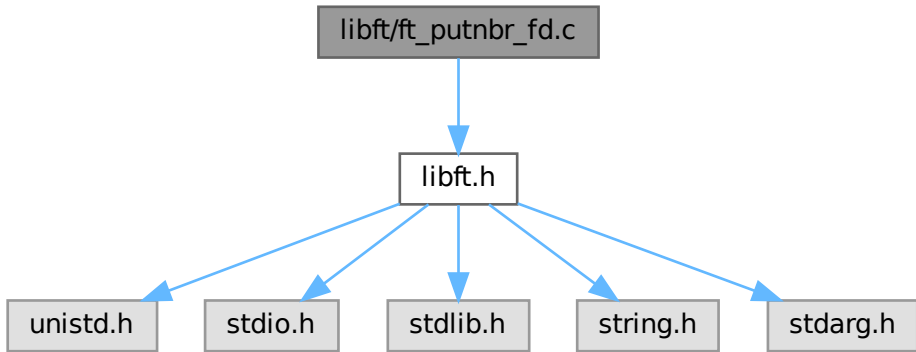 libft/ft_putnbr_fd.c
libft.h
unistd.h
stdio.h
stdlib.h
string.h
stdarg.h